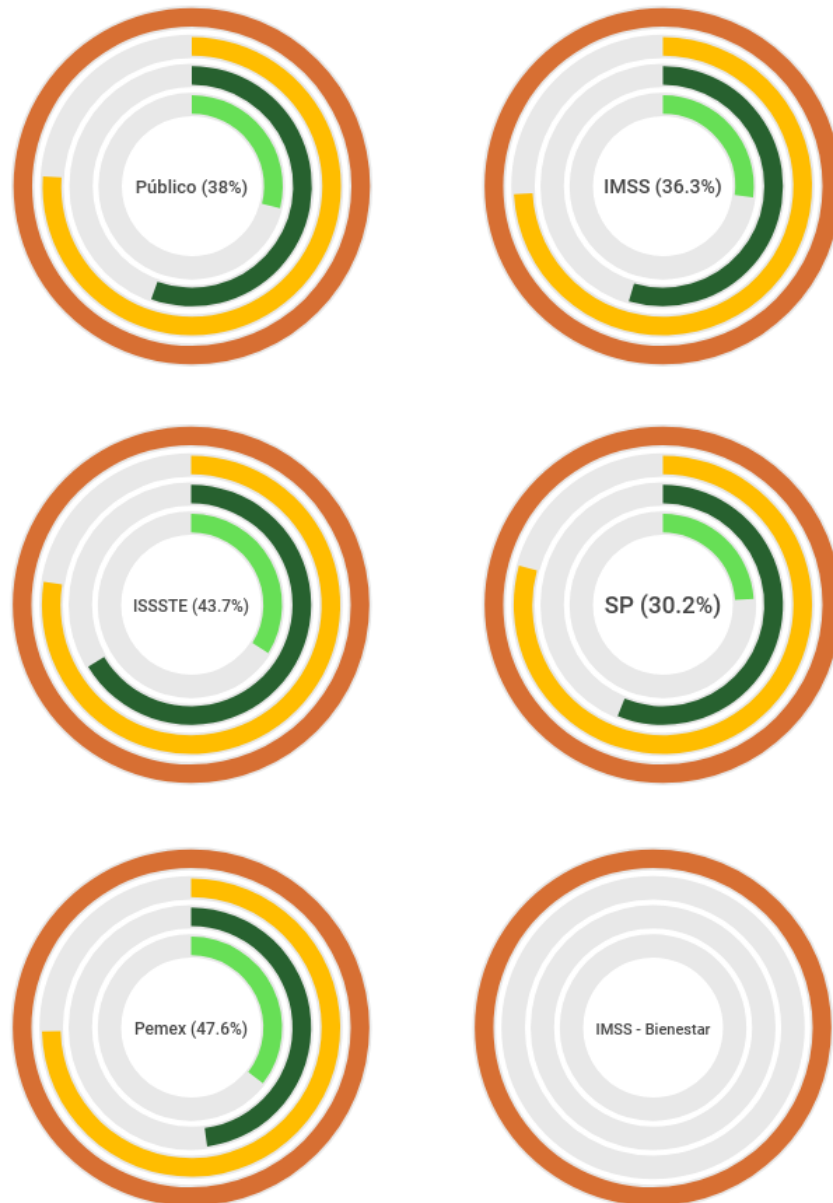 Público (38%)
IMSS (36.3%)
ISSSTE (43.7%)
SP (30.2%)
Pemex (47.6%)
IMSS - Bienestar